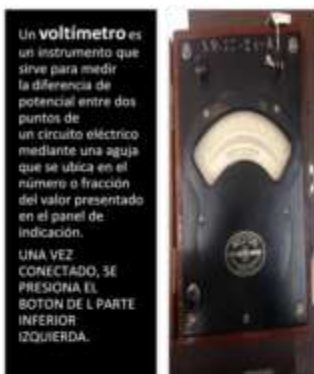 Un voltímetro es
un instrumento que
sirve para medir
la diferencia de
potencial entre dos
puntos de
un circuito eléctrico
mediante una aguja
que se ubica en el
número o fracción
del valor presentado
en el panel de
indicación.
UNA VEZ
CONECTADO, SE
PRESIONA EL
BOTON DE L PARTE
INFERIOR
IZQUIERDA.